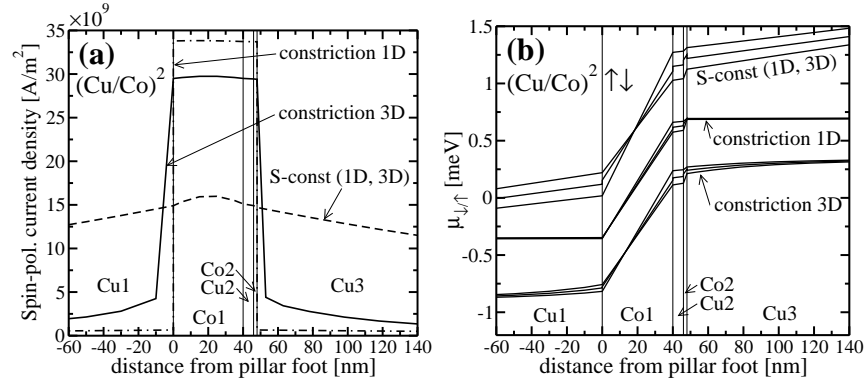 ×10⁹
35
30
25
20
15
10
5
0
Spin-pol. current density [A/m²]
(a)
(Cu/Co)²
constriction 1D
constriction 3D
S-const (1D, 3D)
Cu1
Co2
Cu2
Cu3
Co1
-60 -40 -20 0 20 40 60 80 100 120 140
distance from pillar foot [nm]
1.5
1
0.5
0
-0.5
-1
μ↓/↑ [meV]
(b)
(Cu/Co)² ↑↓
S-const (1D, 3D)
constriction 1D
constriction 3D
Co2
Cu2
Cu1
Co1
Cu3
-60 -40 -20 0 20 40 60 80 100 120 140
distance from pillar foot [nm]